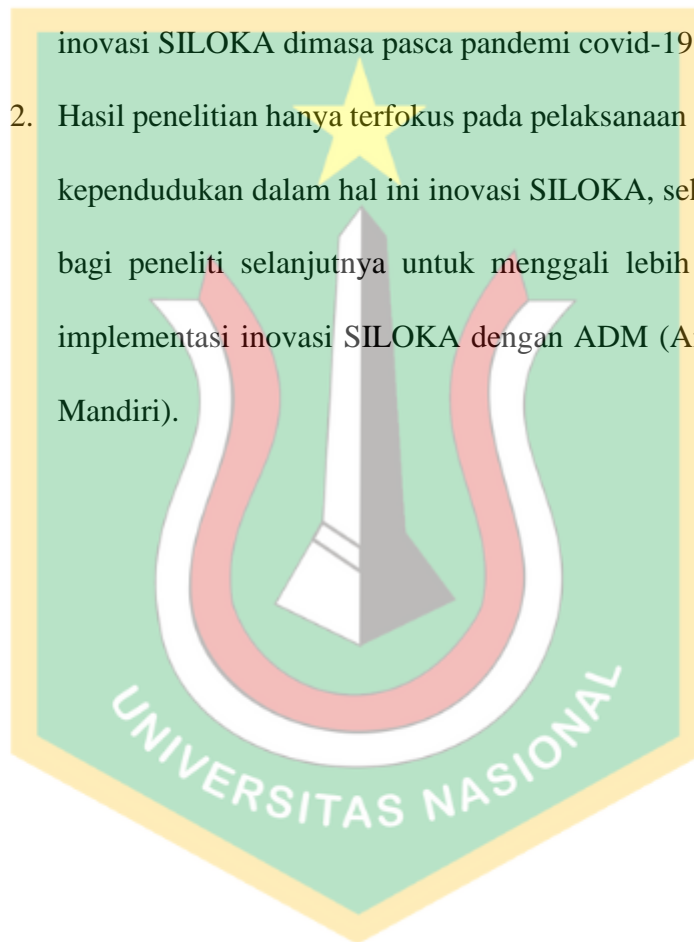 inovasi SILOKA dimasa pasca pandemi covid-19
2. Hasil penelitian hanya terfokus pada pelaksanaan
kependudukan dalam hal ini inovasi SILOKA,
bagi peneliti selanjutnya untuk menggali lebih
implementasi inovasi SILOKA dengan ADM
Mandiri).
UNIVERSITAS NASIONAL